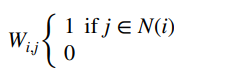 W_{i,j} { 1 if j ∈ N(i)
0